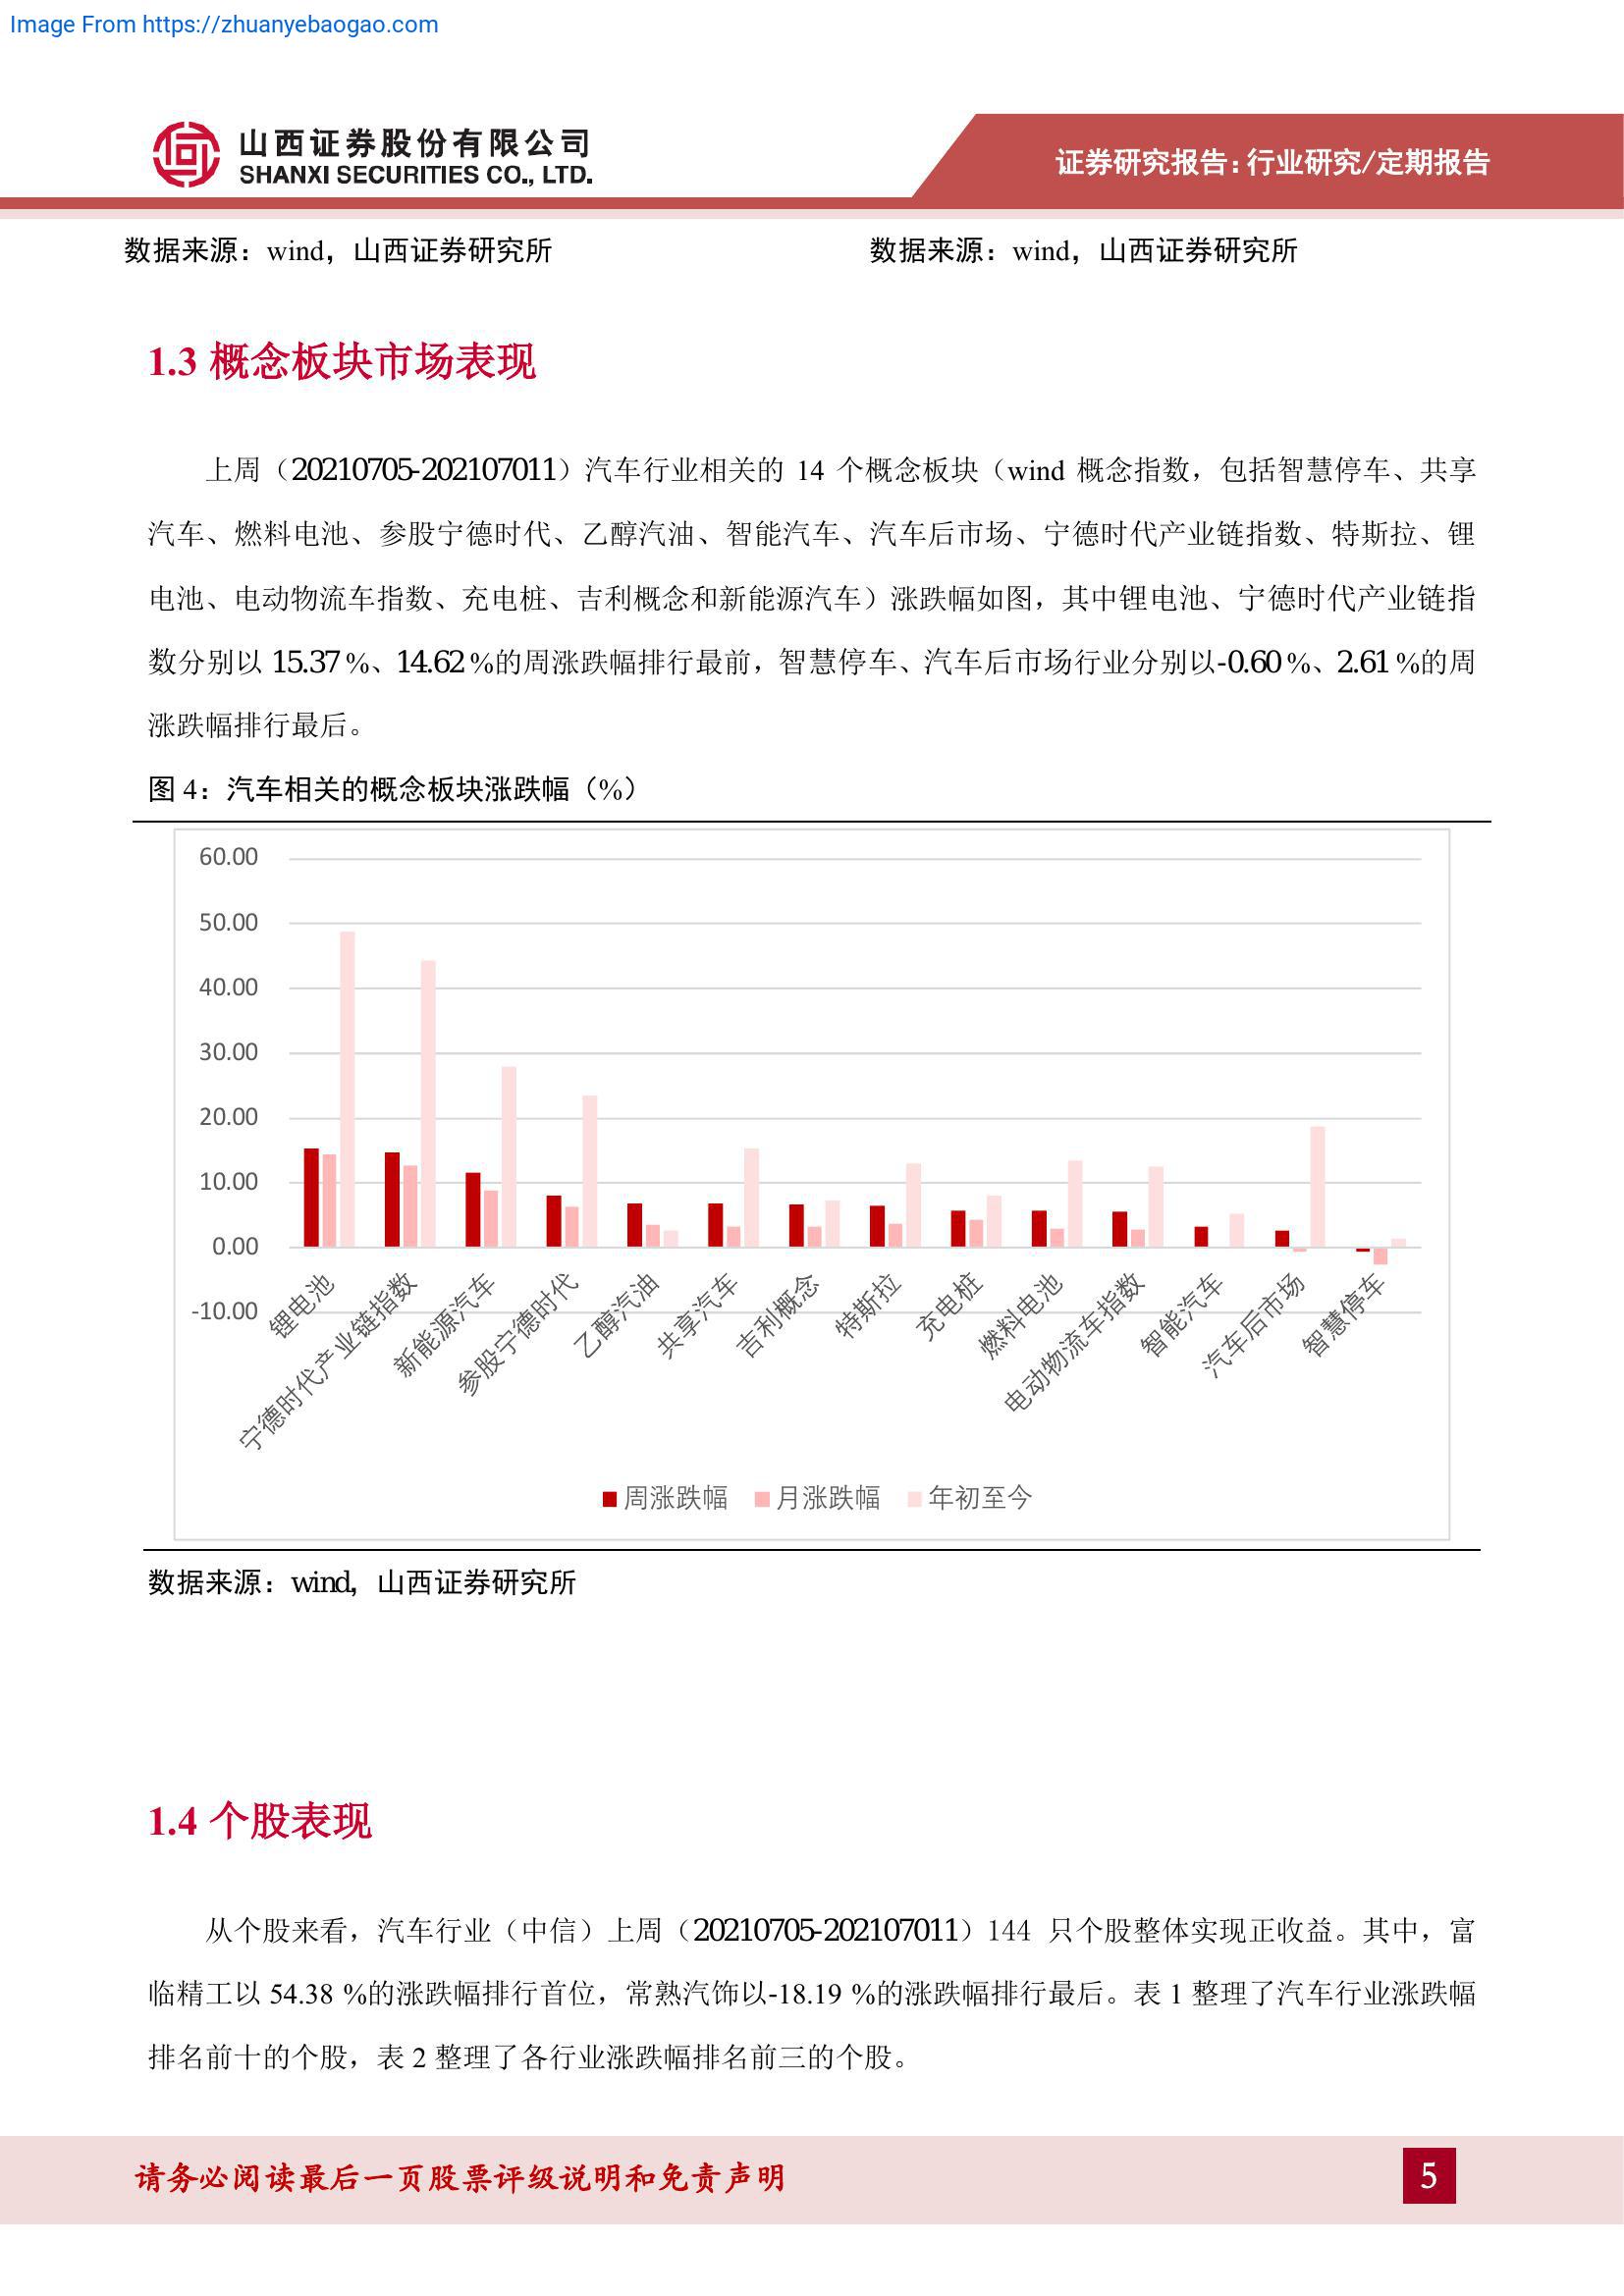 Image From https://zhuanyebaogao.com
山西证券股份有限公司
SHANXI SECURITIES CO., LTD.
证券研究报告:行业研究/定期报告
数据来源：wind，山西证券研究所
数据来源：wind，山西证券研究所
1.3 概念板块市场表现
上周（20210705-202107011）汽车行业相关的 14 个概念板块（wind 概念指数，包括智慧停车、共享
汽车、燃料电池、参股宁德时代、乙醇汽油、智能汽车、汽车后市场、宁德时代产业链指数、特斯拉、锂
电池、电动物流车指数、充电桩、吉利概念和新能源汽车）涨跌幅如图，其中锂电池、宁德时代产业链指
数分别以 15.37 %、14.62 %的周涨跌幅排行最前，智慧停车、汽车后市场行业分别以-0.60 %、2.61 %的周
涨跌幅排行最后。
图 4：汽车相关的概念板块涨跌幅（%）
60.00
50.00
40.00
30.00
20.00
10.00
0.00
-10.00
锂电池
宁德时代产业链指数
新能源汽车
参股宁德时代
乙醇汽油
共享汽车
吉利概念
特斯拉
充电桩
燃料电池
电动物流车指数
智能汽车
汽车后市场
智慧停车
周涨跌幅 月涨跌幅 年初至今
数据来源：wind，山西证券研究所
1.4 个股表现
从个股来看，汽车行业（中信）上周（20210705-202107011）144 只个股整体实现正收益。其中，富
临精工以 54.38 %的涨跌幅排行首位，常熟汽饰以-18.19 %的涨跌幅排行最后。表 1 整理了汽车行业涨跌幅
排名前十的个股，表 2 整理了各行业涨跌幅排名前三的个股。
请务必阅读最后一页股票评级说明和免责声明
5